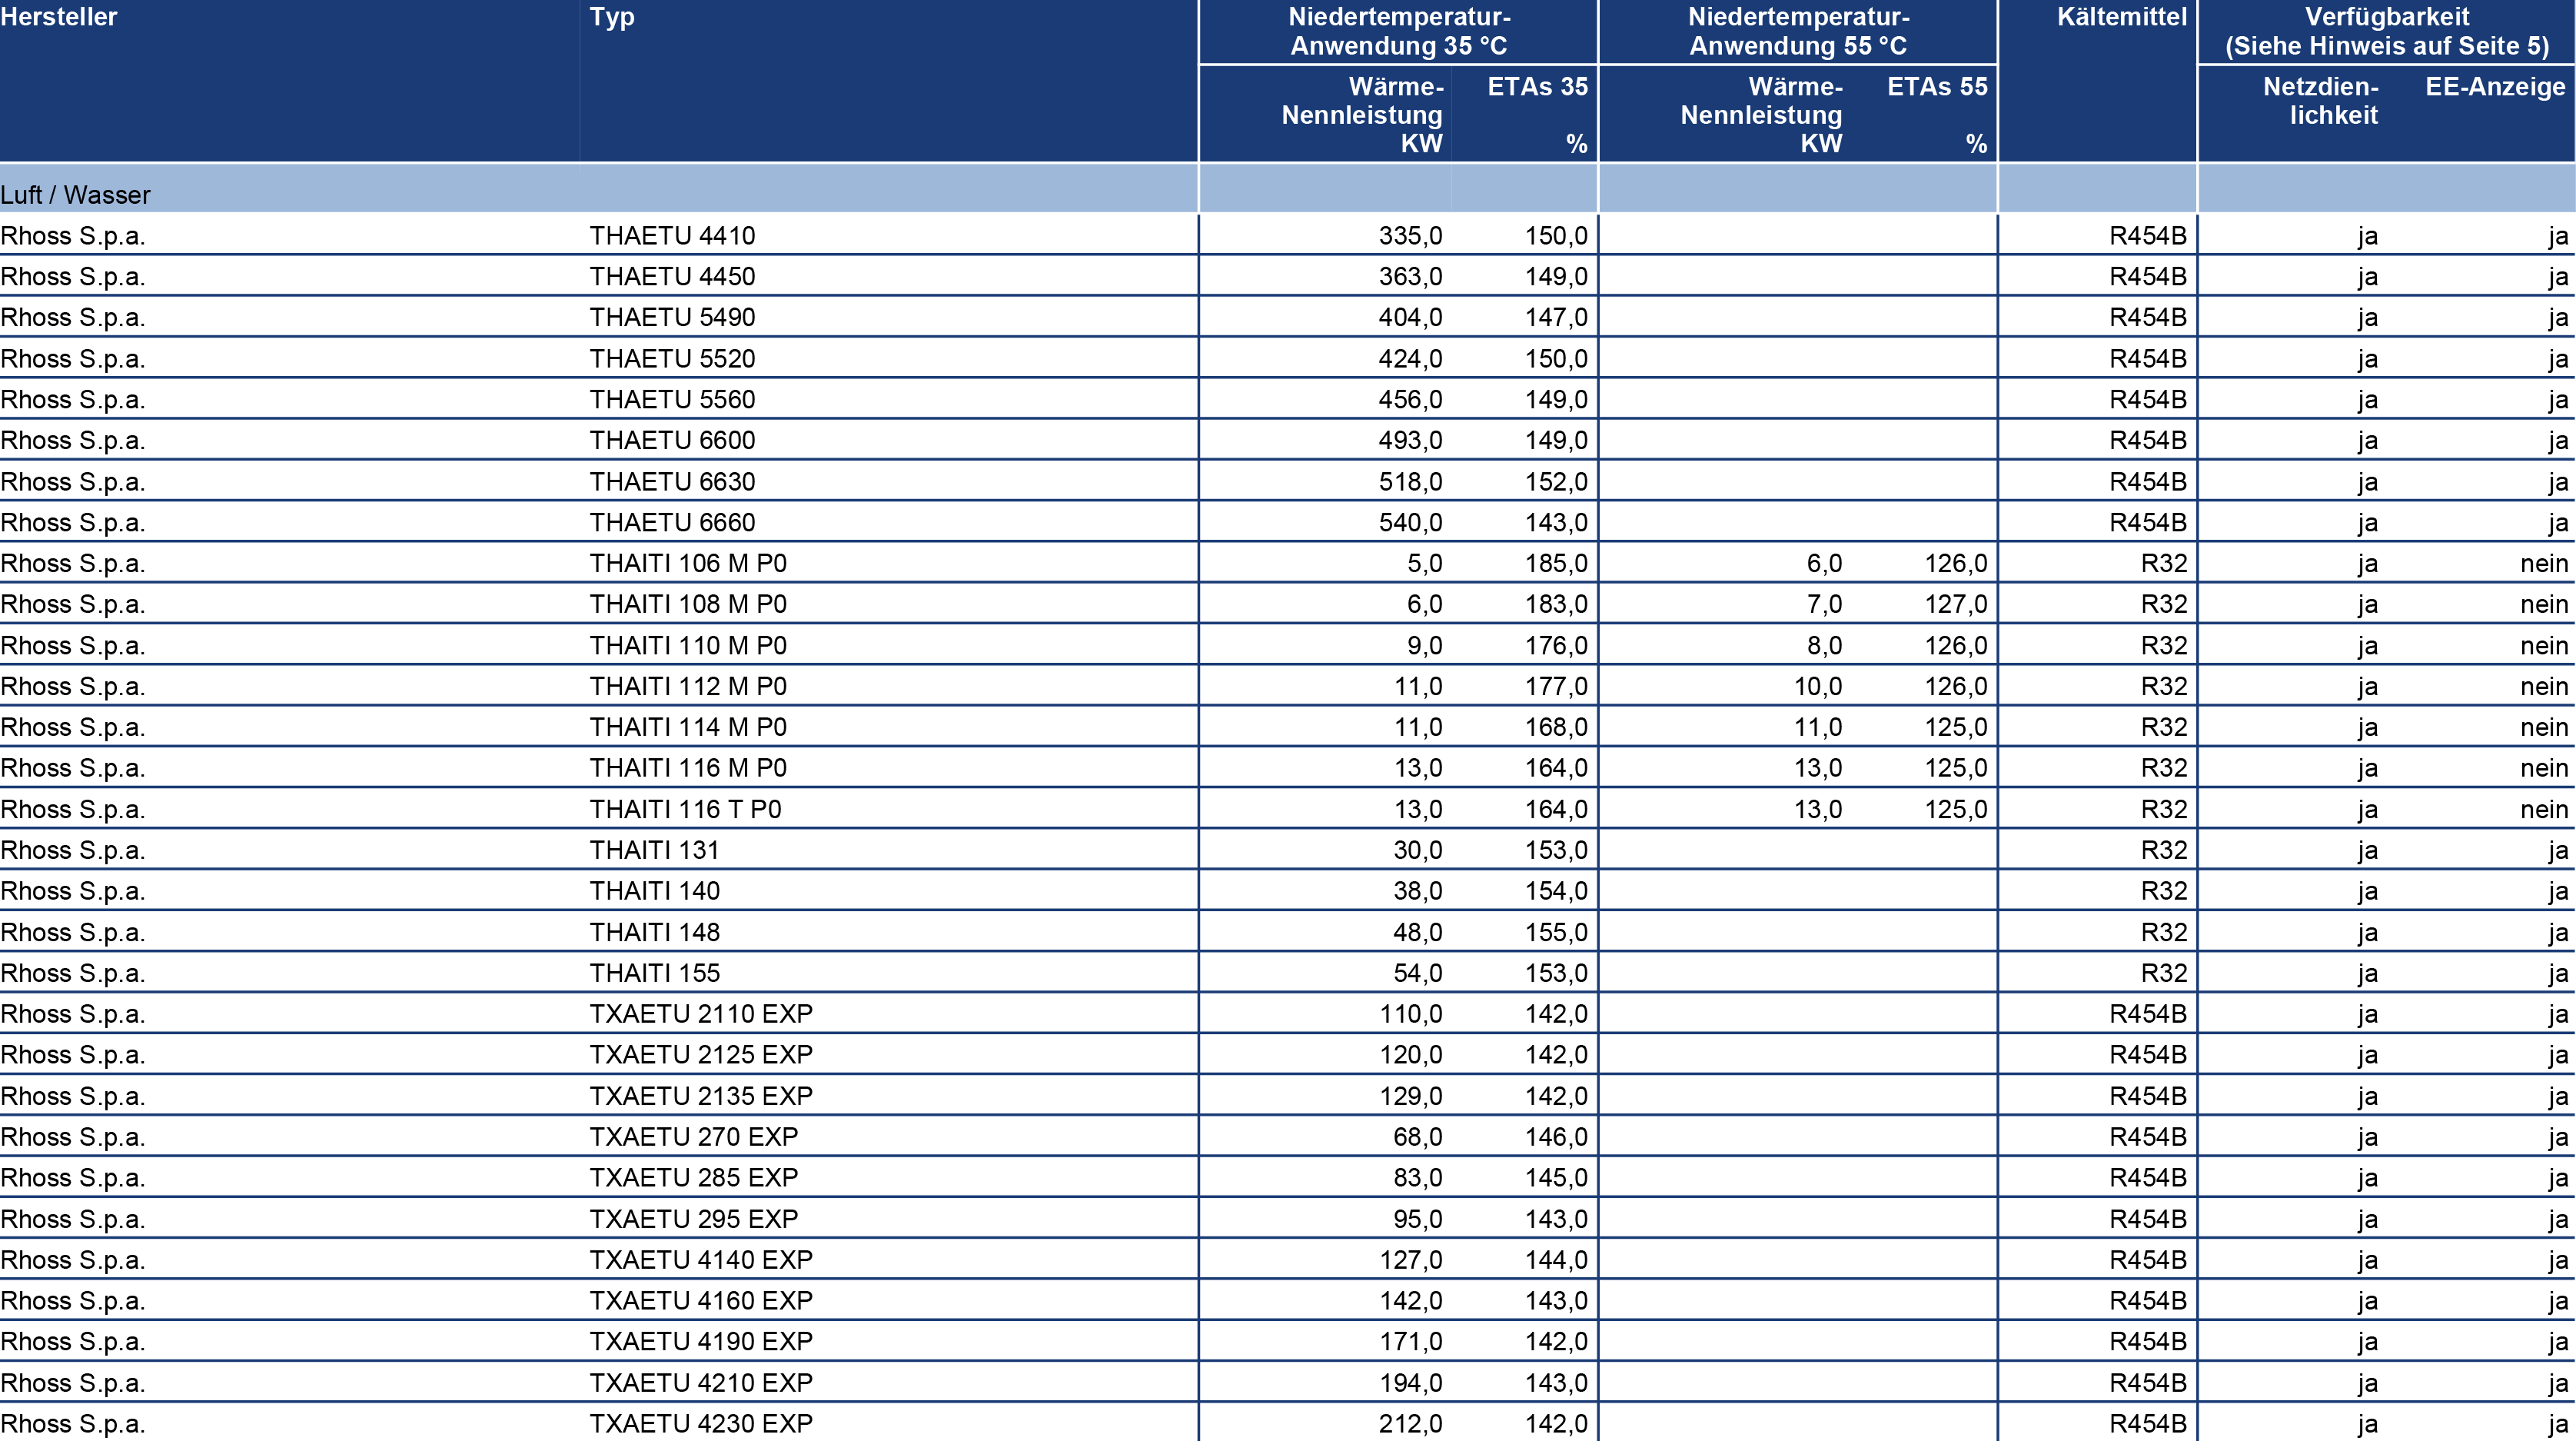 Hersteller Typ Niedertemperatur- Niedertemperatur- Kältemittel Verfügbarkeit
Anwendung 35 °C Anwendung 55 °C (Siehe Hinweis auf Seite 5)
Wärme- ETAs 35 Wärme- ETAs 55 Netzdien- EE-Anzeige
Nennleistung Nennleistung lichkeit
KW % KW %
Luft / Wasser
Rhoss S.p.a. THAETU 4410 335,0 150,0 R454B ja ja
Rhoss S.p.a. THAETU 4450 363,0 149,0 R454B ja ja
Rhoss S.p.a. THAETU 5490 404,0 147,0 R454B ja ja
Rhoss S.p.a. THAETU 5520 424,0 150,0 R454B ja ja
Rhoss S.p.a. THAETU 5560 456,0 149,0 R454B ja ja
Rhoss S.p.a. THAETU 6600 493,0 149,0 R454B ja ja
Rhoss S.p.a. THAETU 6630 518,0 152,0 R454B ja ja
Rhoss S.p.a. THAETU 6660 540,0 143,0 R454B ja ja
Rhoss S.p.a. THAITI 106 M P0 5,0 185,0 6,0 126,0 R32 ja nein
Rhoss S.p.a. THAITI 108 M P0 6,0 183,0 7,0 127,0 R32 ja nein
Rhoss S.p.a. THAITI 110 M P0 9,0 176,0 8,0 126,0 R32 ja nein
Rhoss S.p.a. THAITI 112 M P0 11,0 177,0 10,0 126,0 R32 ja nein
Rhoss S.p.a. THAITI 114 M P0 11,0 168,0 11,0 125,0 R32 ja nein
Rhoss S.p.a. THAITI 116 M P0 13,0 164,0 13,0 125,0 R32 ja nein
Rhoss S.p.a. THAITI 116 T P0 13,0 164,0 13,0 125,0 R32 ja nein
Rhoss S.p.a. THAITI 131 30,0 153,0 R32 ja ja
Rhoss S.p.a. THAITI 140 38,0 154,0 R32 ja ja
Rhoss S.p.a. THAITI 148 48,0 155,0 R32 ja ja
Rhoss S.p.a. THAITI 155 54,0 153,0 R32 ja ja
Rhoss S.p.a. TXAETU 2110 EXP 110,0 142,0 R454B ja ja
Rhoss S.p.a. TXAETU 2125 EXP 120,0 142,0 R454B ja ja
Rhoss S.p.a. TXAETU 2135 EXP 129,0 142,0 R454B ja ja
Rhoss S.p.a. TXAETU 270 EXP 68,0 146,0 R454B ja ja
Rhoss S.p.a. TXAETU 285 EXP 83,0 145,0 R454B ja ja
Rhoss S.p.a. TXAETU 295 EXP 95,0 143,0 R454B ja ja
Rhoss S.p.a. TXAETU 4140 EXP 127,0 144,0 R454B ja ja
Rhoss S.p.a. TXAETU 4160 EXP 142,0 143,0 R454B ja ja
Rhoss S.p.a. TXAETU 4190 EXP 171,0 142,0 R454B ja ja
Rhoss S.p.a. TXAETU 4210 EXP 194,0 143,0 R454B ja ja
Rhoss S.p.a. TXAETU 4230 EXP 212,0 142,0 R454B ja ja